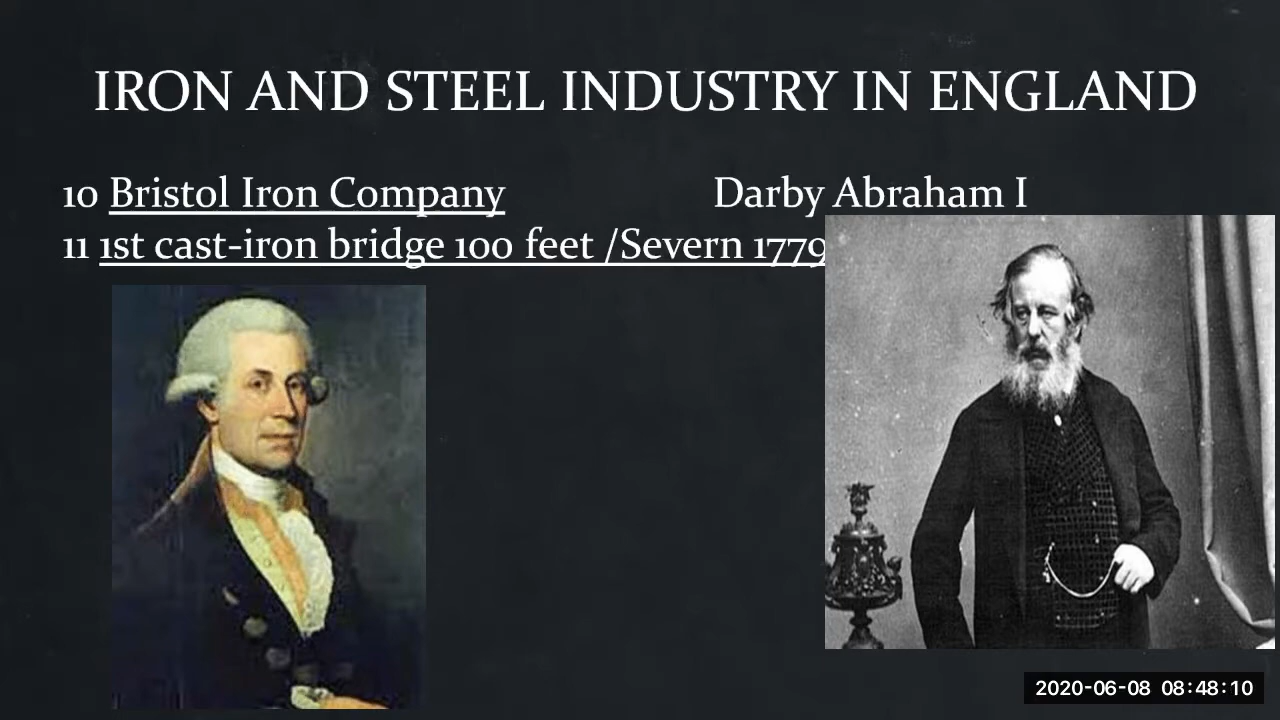 IRON AND STEEL INDUSTRY IN ENGLAND
10 Bristol Iron Company Darby Abraham I
11 1st cast-iron bridge 100 feet /Severn 1779
2020-06-08 08:48:10